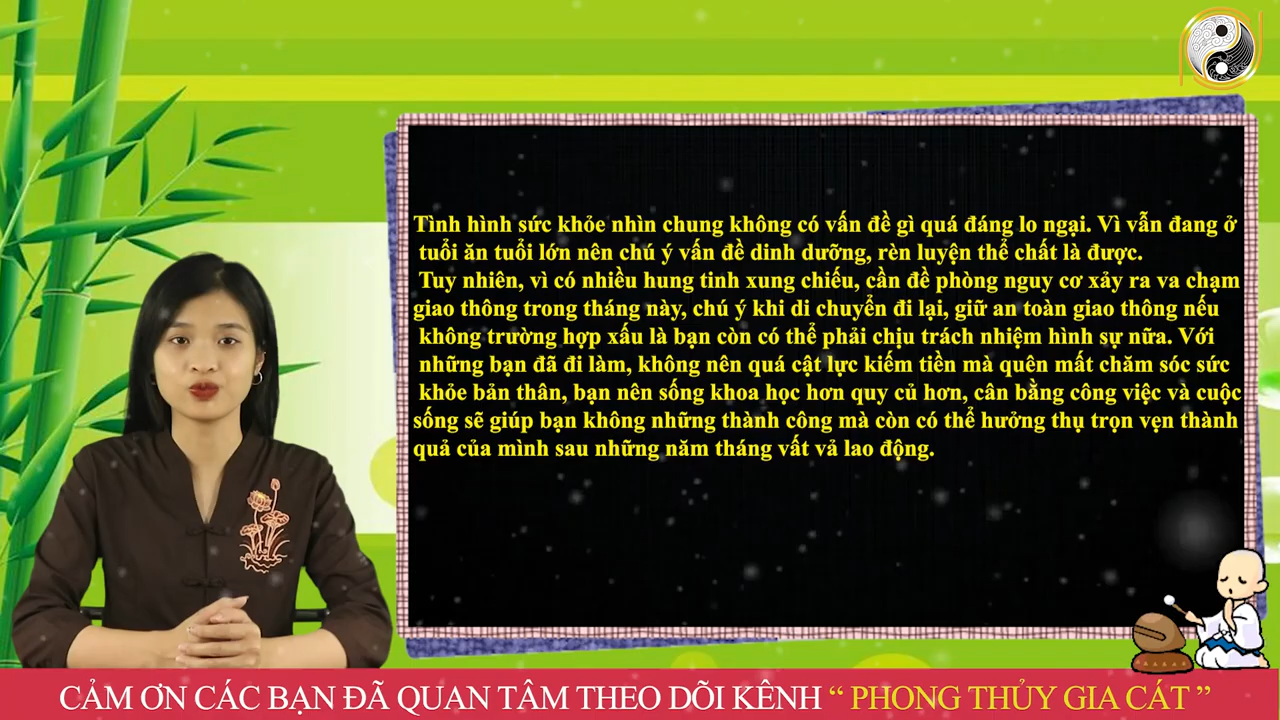 Tình hình sức khỏe nhìn chung không có vấn đề gì quá đáng lo ngại. Vì vẫn đang ở
tuổi ăn tuổi lớn nên chú ý vấn đề dinh dưỡng, rèn luyện thể chất là được.
Tuy nhiên, vì có nhiều hung tinh xung chiếu, cần đề phòng nguy cơ xảy ra va chạm
giao thông trong tháng này, chú ý khi di chuyển đi lại, giữ an toàn giao thông nếu
không trường hợp xấu là bạn còn có thể phải chịu trách nhiệm hình sự nữa. Với
những bạn đã đi làm, không nên quá cật lực kiếm tiền mà quên mất chăm sóc sức
khỏe bản thân, bạn nên sống khoa học hơn quy củ hơn, cân bằng công việc và cuộc
sống sẽ giúp bạn không những thành công mà còn có thể hưởng thụ trọn vẹn thành
quả của mình sau những năm tháng vất vả lao động.
CẢM ƠN CÁC BẠN ĐÃ QUAN TÂM THEO DÕI KÊNH “ PHONG THỦY GIA CÁT ”